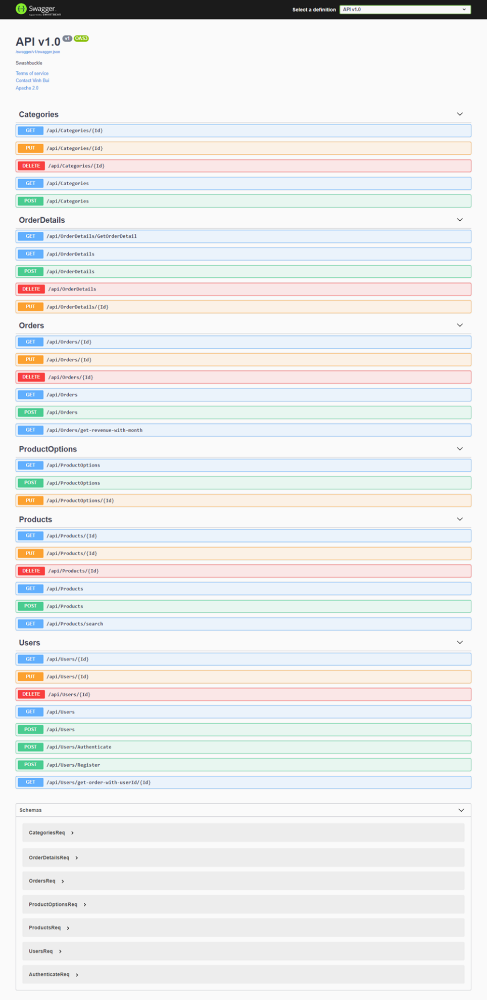 Swagger.
Supported by SMARTBEAR
Select a definition
API v1.0
API v1.0 v1 OAS3
/swagger/v1/swagger.json
Swashbuckle
Terms of service
Contact Vinh Bui
Apache 2.0
Categories
GET /api/Categories/{Id}
PUT /api/Categories/{Id}
DELETE /api/Categories/{Id}
GET /api/Categories
POST /api/Categories
OrderDetails
GET /api/OrderDetails/GetOrderDetail
GET /api/OrderDetails
POST /api/OrderDetails
DELETE /api/OrderDetails
PUT /api/OrderDetails/{Id}
Orders
GET /api/Orders/{Id}
PUT /api/Orders/{Id}
DELETE /api/Orders/{Id}
GET /api/Orders
POST /api/Orders
GET /api/Orders/get-revenue-with-month
ProductOptions
GET /api/ProductOptions
POST /api/ProductOptions
PUT /api/ProductOptions/{Id}
Products
GET /api/Products/{Id}
PUT /api/Products/{Id}
DELETE /api/Products/{Id}
GET /api/Products
POST /api/Products
GET /api/Products/search
Users
GET /api/Users/{Id}
PUT /api/Users/{Id}
DELETE /api/Users/{Id}
GET /api/Users
POST /api/Users
POST /api/Users/Authenticate
POST /api/Users/Register
GET /api/Users/get-order-with-userId/{Id}
Schemas
CategoriesReq
OrderDetailsReq
OrdersReq
ProductOptionsReq
ProductsReq
UsersReq
AuthenticateReq